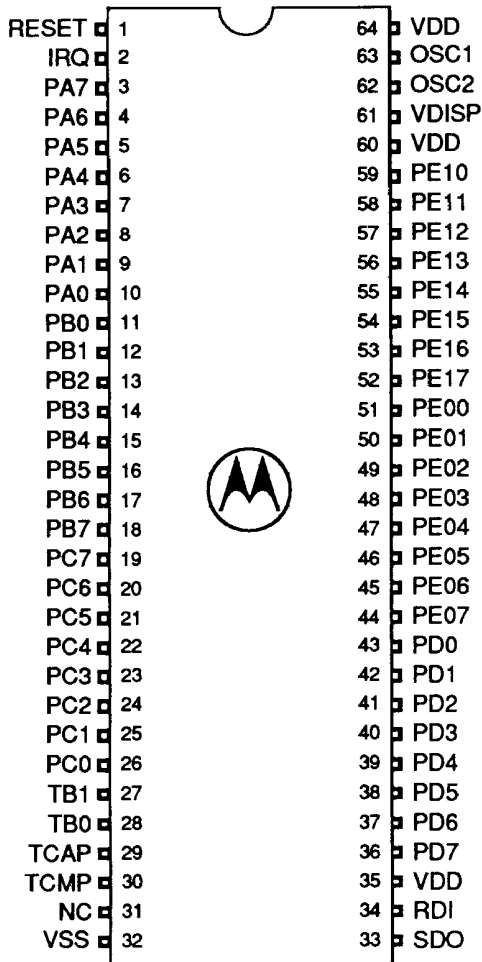 RESET 1 64 VDD
IRQ 2 63 OSC1
PA7 3 62 OSC2
PA6 4 61 VDISP
PA5 5 60 VDD
PA4 6 59 PE10
PA3 7 58 PE11
PA2 8 57 PE12
PA1 9 56 PE13
PA0 10 55 PE14
PB0 11 54 PE15
PB1 12 53 PE16
PB2 13 52 PE17
PB3 14 51 PE00
PB4 15 50 PE01
PB5 16 49 PE02
PB6 17 48 PE03
PB7 18 47 PE04
PC7 19 46 PE05
PC6 20 45 PE06
PC5 21 44 PE07
PC4 22 43 PD0
PC3 23 42 PD1
PC2 24 41 PD2
PC1 25 40 PD3
PC0 26 39 PD4
TB1 27 38 PD5
TB0 28 37 PD6
TCAP 29 36 PD7
TCMP 30 35 VDD
NC 31 34 RDI
VSS 32 33 SDO